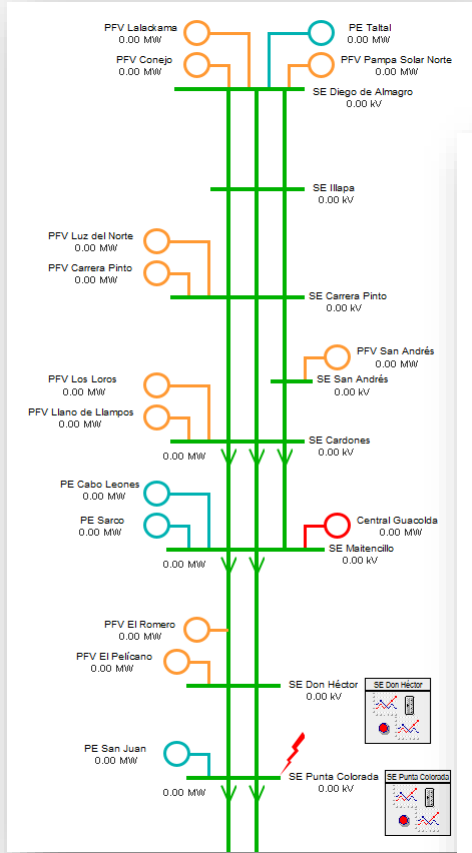 PFV Lalackama
0.00 MW
PE Taltal
0.00 MW
PFV Conejo
0.00 MW
PFV Pampa Solar Norte
0.00 MW
SE Diego de Almagro
0.00 kV
SE Illapa
0.00 kV
PFV Luz del Norte
0.00 MW
PFV Carrera Pinto
0.00 MW
SE Carrera Pinto
0.00 kV
PFV San Andrés
0.00 MW
SE San Andrés
0.00 kV
PFV Los Loros
0.00 MW
PFV Llano de Llampos
0.00 MW
SE Cardones
0.00 kV
0.00 MW
PE Cabo Leones
0.00 MW
PE Sarco
0.00 MW
Central Guacolda
0.00 MW
SE Maitencillo
0.00 kV
0.00 MW
PFV El Romero
0.00 MW
PFV El Pelícano
0.00 MW
SE Don Héctor
0.00 kV
SE Don Héctor
PE San Juan
0.00 MW
SE Punta Colorada
0.00 kV
SE Punta Colorada
0.00 MW